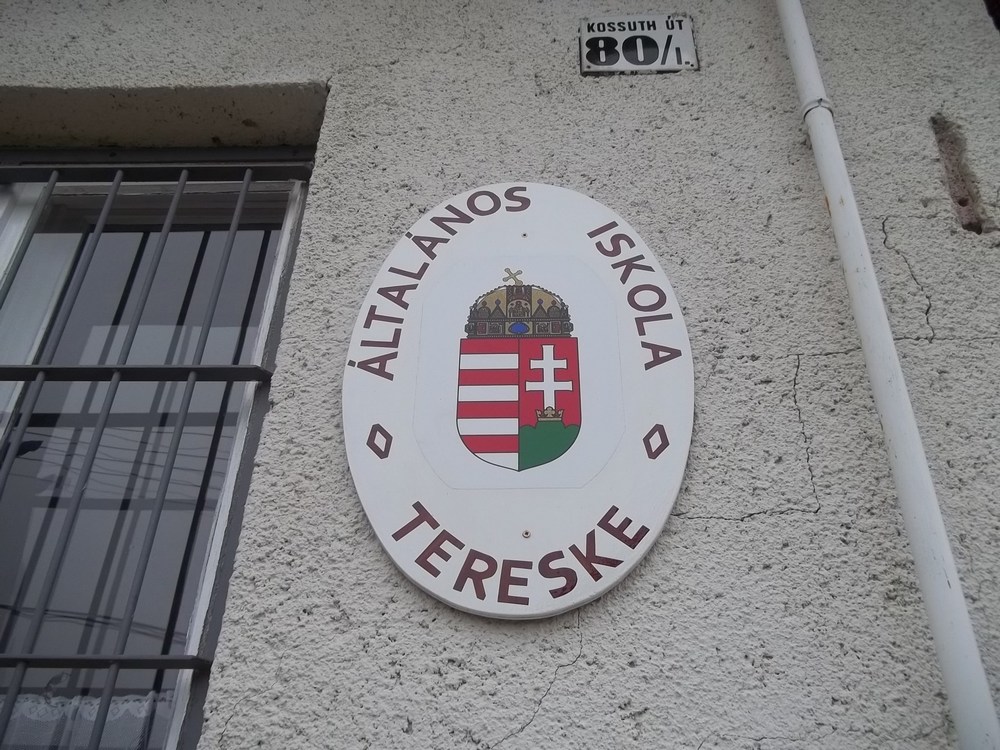 KOSSUTH ÚT
80/1.
ÁLTALÁNOS ISKOLA
TERESKE